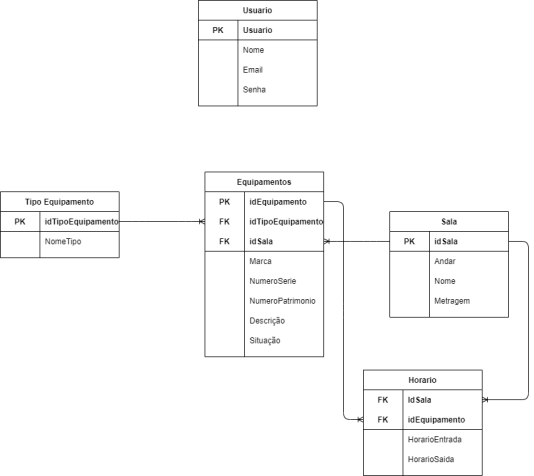 Usuario
PK Usuario
Nome
Email
Senha
Equipamentos
PK idEquipamento
FK idTipoEquipamento
FK idSala
Marca
NumeroSerie
NumeroPatrimonio
Descrição
Situação
Tipo Equipamento
PK idTipoEquipamento
NomeTipo
Sala
PK idSala
Andar
Nome
Metragem
Horario
FK IdSala
FK idEquipamento
HorarioEntrada
HorarioSaida